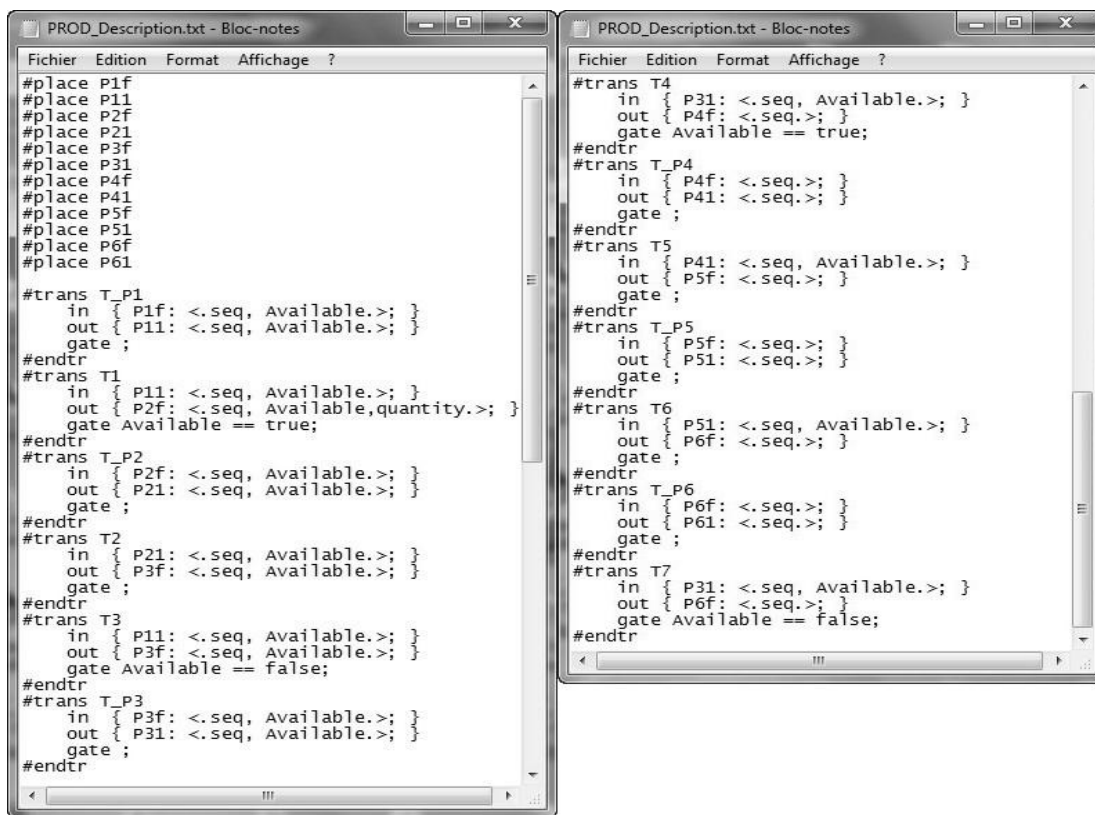 PROD_Description.txt - Bloc-notes
Fichier Edition Format Affichage ?
#place P1f
#place P11
#place P2f
#place P21
#place P3f
#place P31
#place P4f
#place P41
#place P5f
#place P51
#place P6f
#place P61

#trans T_P1
    in  { P1f: <.seq, Available.>; }
    out { P11: <.seq, Available.>; }
    gate ;
#endtr
#trans T1
    in  { P11: <.seq, Available.>; }
    out { P2f: <.seq, Available,quantity.>; }
    gate Available == true;
#endtr
#trans T_P2
    in  { P2f: <.seq, Available.>; }
    out { P21: <.seq, Available.>; }
    gate ;
#endtr
#trans T2
    in  { P21: <.seq, Available.>; }
    out { P3f: <.seq, Available.>; }
    gate ;
#endtr
#trans T3
    in  { P11: <.seq, Available.>; }
    out { P3f: <.seq, Available.>; }
    gate Available == false;
#endtr
#trans T_P3
    in  { P3f: <.seq, Available.>; }
    out { P31: <.seq, Available.>; }
    gate ;
#endtr
PROD_Description.txt - Bloc-notes
Fichier Edition Format Affichage ?
#trans T4
    in  { P31: <.seq, Available.>; }
    out { P4f: <.seq.>; }
    gate Available == true;
#endtr
#trans T_P4
    in  { P4f: <.seq.>; }
    out { P41: <.seq.>; }
    gate ;
#endtr
#trans T5
    in  { P41: <.seq, Available.>; }
    out { P5f: <.seq.>; }
    gate ;
#endtr
#trans T_P5
    in  { P5f: <.seq.>; }
    out { P51: <.seq.>; }
    gate ;
#endtr
#trans T6
    in  { P51: <.seq, Available.>; }
    out { P6f: <.seq.>; }
    gate ;
#endtr
#trans T_P6
    in  { P6f: <.seq.>; }
    out { P61: <.seq.>; }
    gate ;
#endtr
#trans T7
    in  { P31: <.seq, Available.>; }
    out { P6f: <.seq.>; }
    gate Available == false;
#endtr